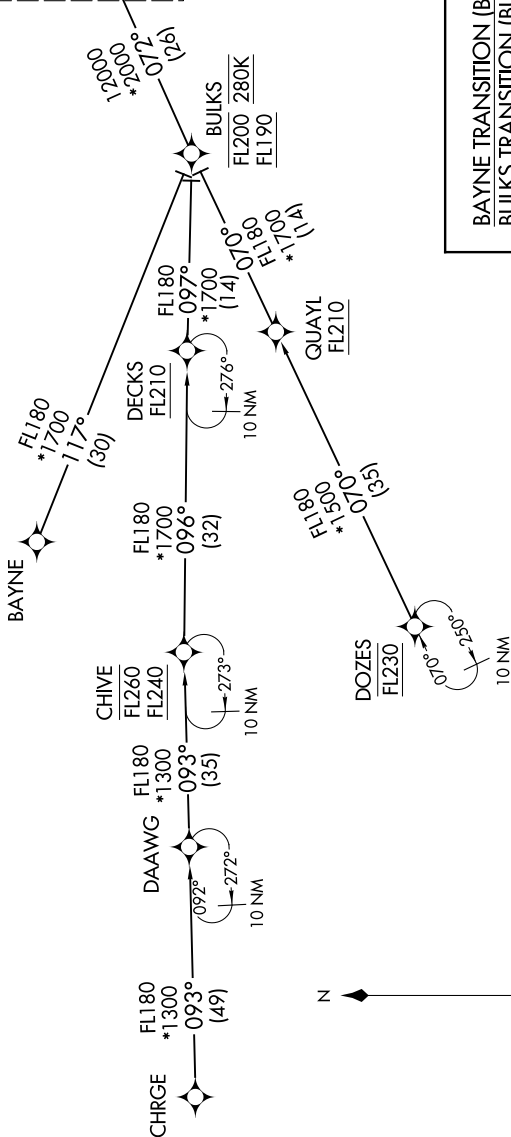 12000
*2000
072°
(26)
BULKS
FL200 280K
FL190
BAYNE TRANSITION (B
BULKS TRANSITION (BU
FL180
*1700
117°
(30)
BAYNE
FL180
097°
*1700
(14)
070°
FL180
*1700
(14)
DECKS
FL210
276°
10 NM
QUAYL
FL210
FL180
*1700
096°
(32)
FL180
*1500
070°
(35)
CHIVE
FL260
FL240
273°
10 NM
DOZES
FL230
070°
250°
10 NM
FL180
*1300
093°
(35)
DAAWG
092°
272°
10 NM
FL180
*1300
093°
(49)
CHRGE
N